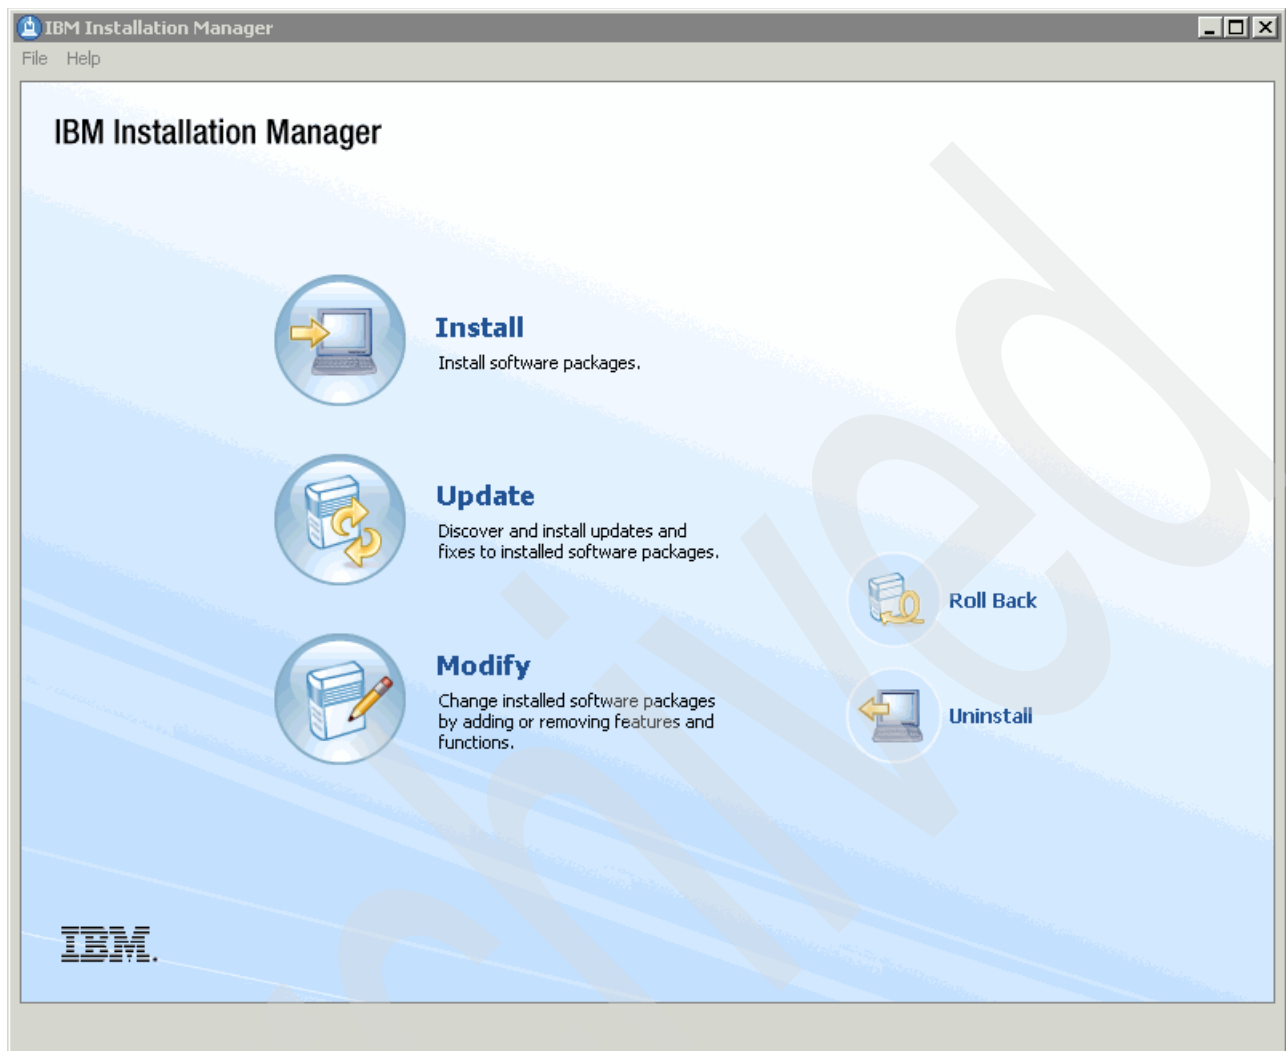 IBM Installation Manager
File Help
IBM Installation Manager
Install
Install software packages.
Update
Discover and install updates and
fixes to installed software packages.
Modify
Change installed software packages
by adding or removing features and
functions.
Roll Back
Uninstall
IBM.
hived